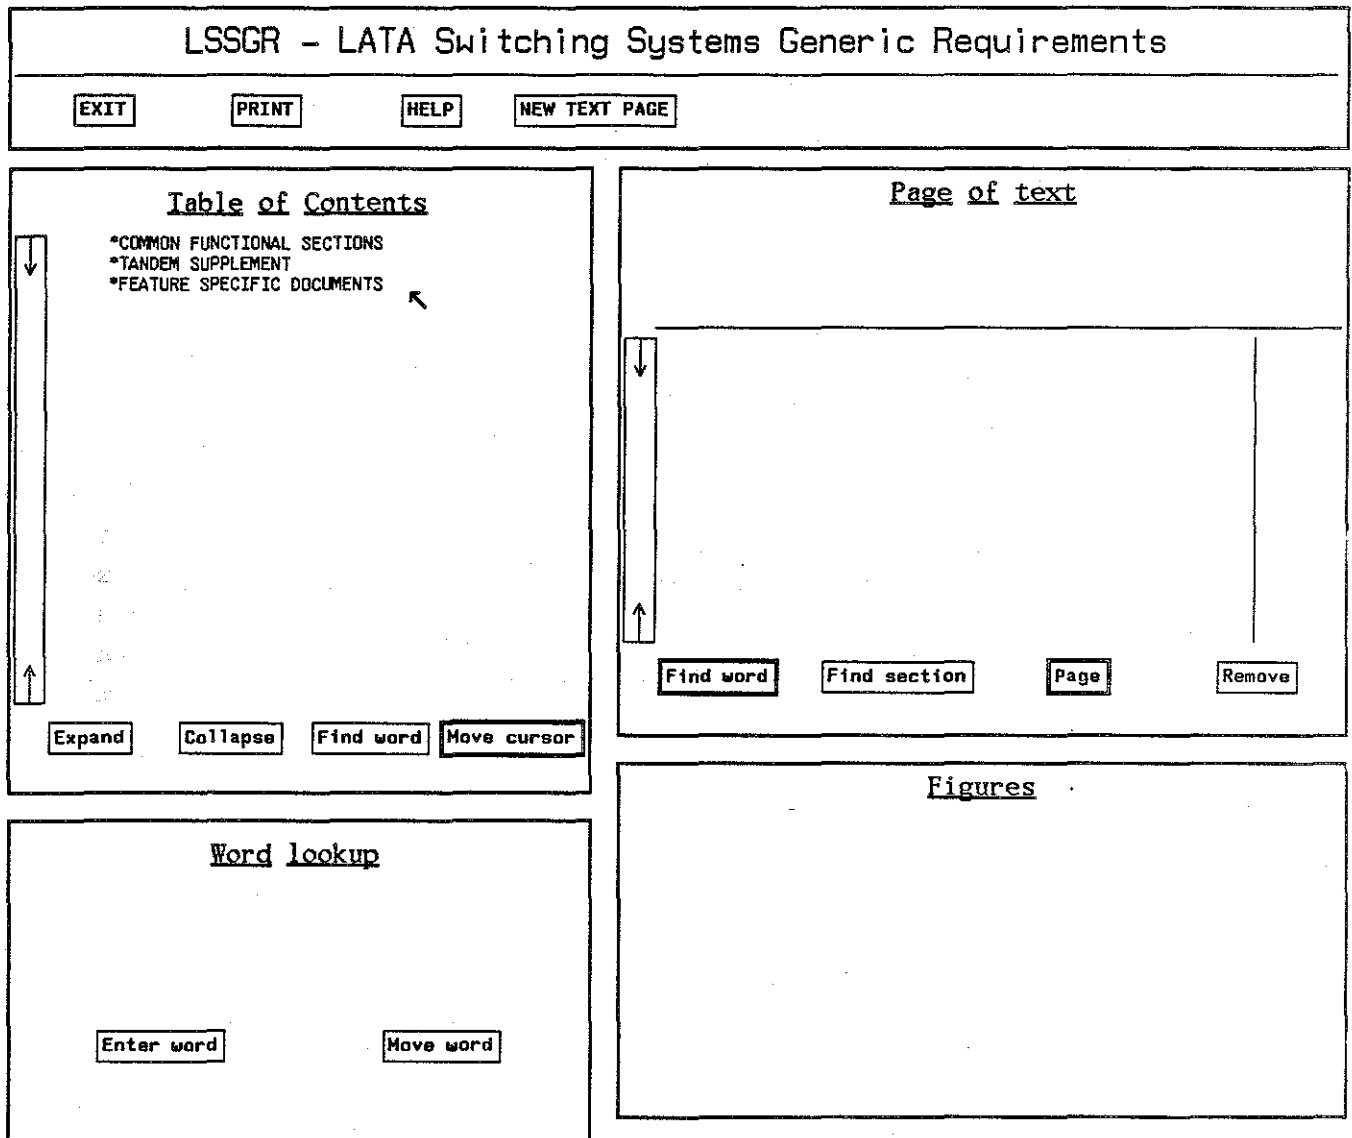 LSSGR - LATA Switching Systems Generic Requirements
EXIT PRINT HELP NEW TEXT PAGE
Table of Contents
*COMMON FUNCTIONAL SECTIONS
*TANDEM SUPPLEMENT
*FEATURE SPECIFIC DOCUMENTS
Expand Collapse Find word Move cursor
Page of text
Find word Find section Page Remove
Word lookup
Enter word Move word
Figures